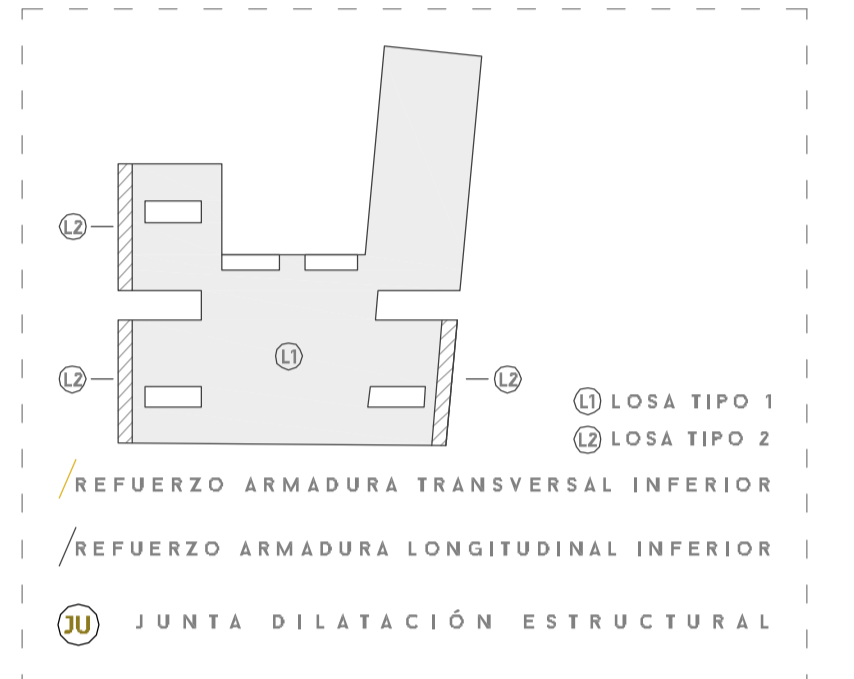 L2
L1
L2
L2
L1 LOSA TIPO 1
L2 LOSA TIPO 2
REFUERZO ARMADURA TRANSVERSAL INFERIOR
REFUERZO ARMADURA LONGITUDINAL INFERIOR
JU JUNTA DILATACIÓN ESTRUCTURAL